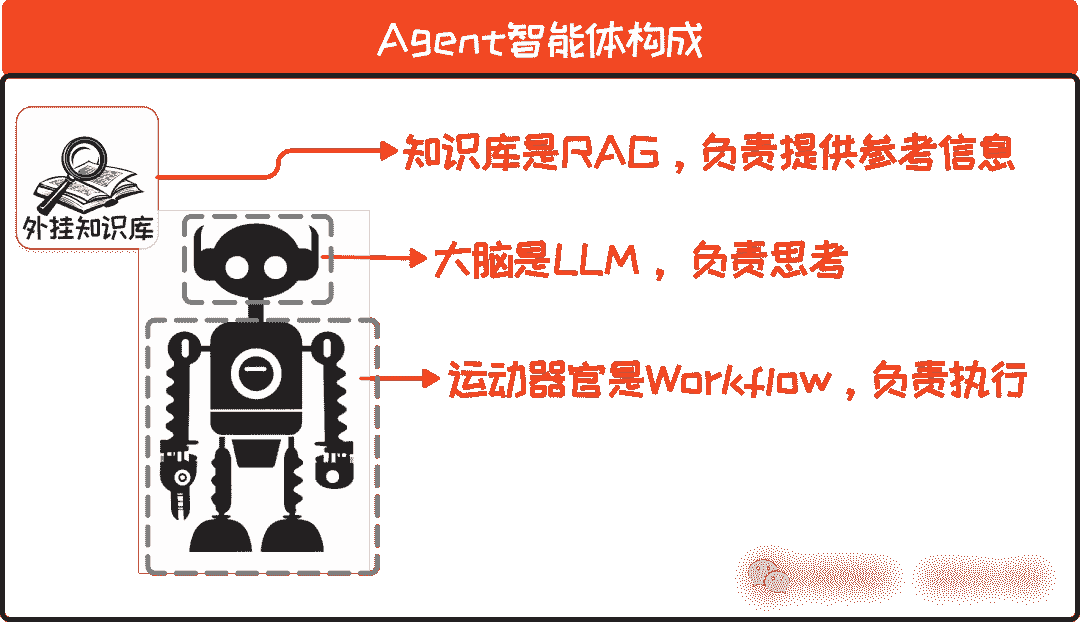 Agent智能体构成
知识库是RAG，负责提供参考信息
外挂知识库
大脑是LLM， 负责思考
运动器官是Workflow，负责执行